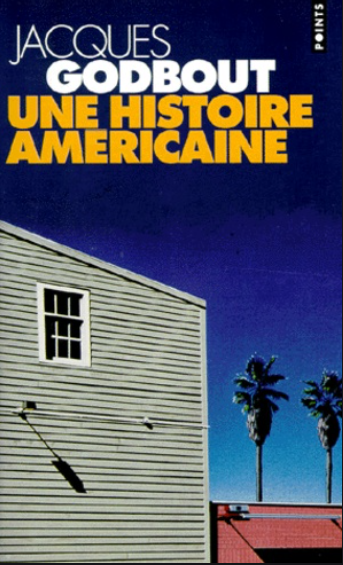 JACQUES
GODBOUT
UNE HISTOIRE
AMERICAINE
POINTS